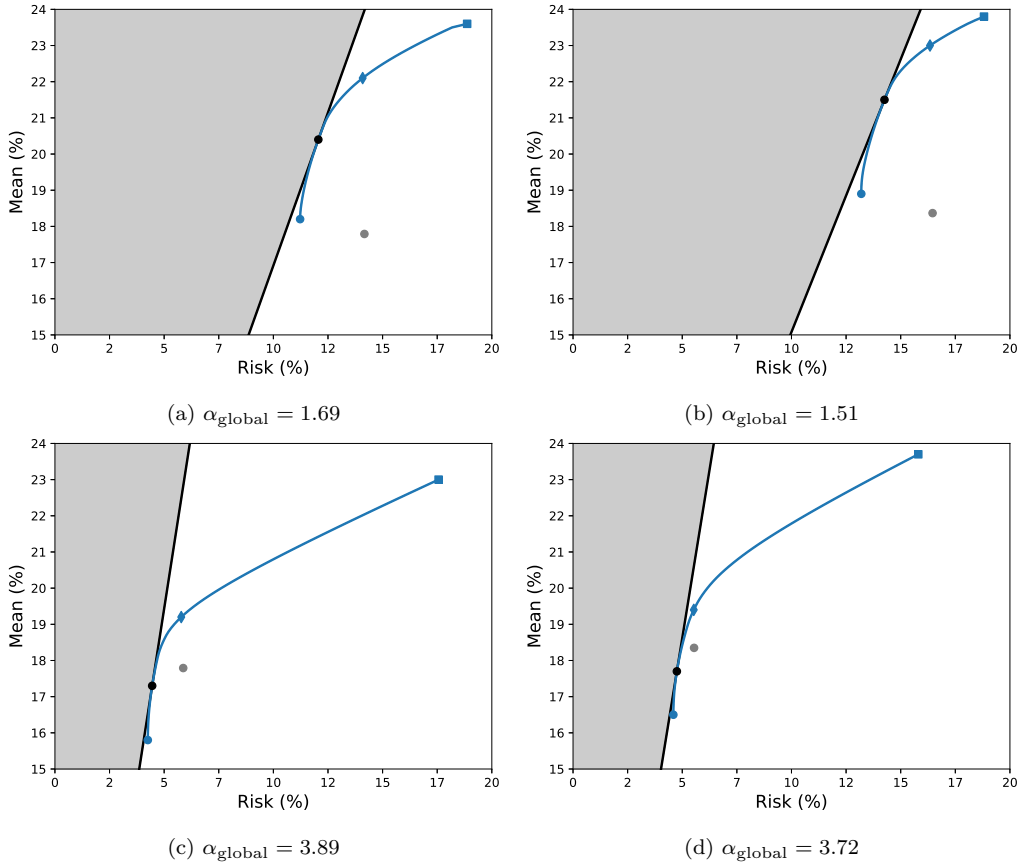 24
23
22
21
20
19
18
17
16
15
Mean (%)
0 2 5 7 10 12 15 17 20
Risk (%)
(a) α_global = 1.69
24
23
22
21
20
19
18
17
16
15
Mean (%)
0 2 5 7 10 12 15 17 20
Risk (%)
(b) α_global = 1.51
24
23
22
21
20
19
18
17
16
15
Mean (%)
0 2 5 7 10 12 15 17 20
Risk (%)
(c) α_global = 3.89
24
23
22
21
20
19
18
17
16
15
Mean (%)
0 2 5 7 10 12 15 17 20
Risk (%)
(d) α_global = 3.72